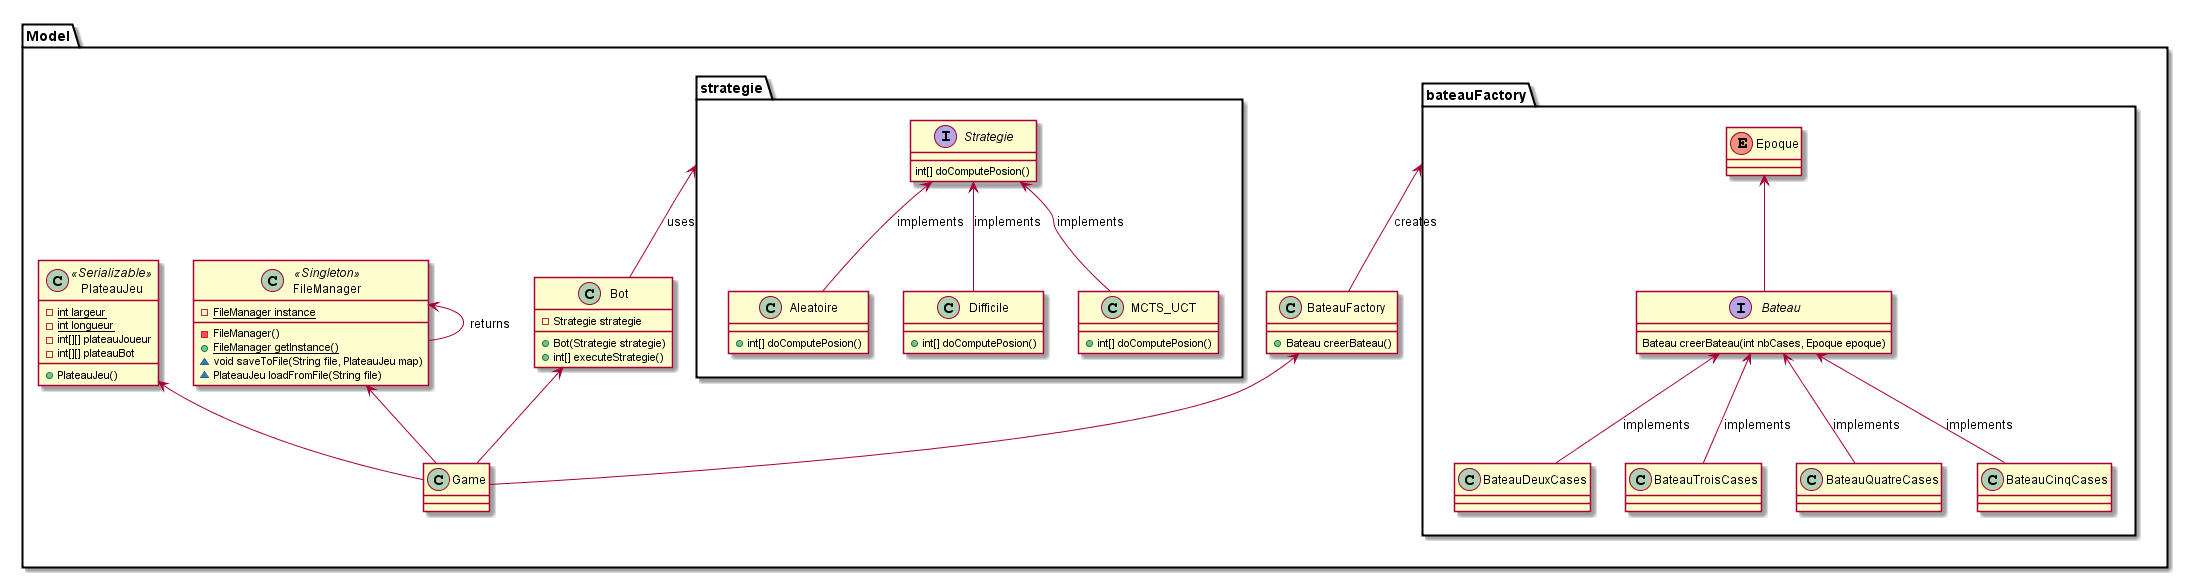 Model
strategie
bateauFactory
Strategie
int[] doComputePosion()
Epoque
uses
implements
implements
implements
creates
«Serializable»
PlateauJeu
int largeur
int longueur
int[][] plateauJoueur
int[][] plateauBot
PlateauJeu()
«Singleton»
FileManager
FileManager instance
FileManager()
FileManager getInstance()
void saveToFile(String file, PlateauJeu map)
PlateauJeu loadFromFile(String file)
returns
Bot
Strategie strategie
Bot(Strategie strategie)
int[] executeStrategie()
Aleatoire
int[] doComputePosion()
Difficile
int[] doComputePosion()
MCTS_UCT
int[] doComputePosion()
BateauFactory
Bateau creerBateau()
Bateau
Bateau creerBateau(int nbCases, Epoque epoque)
implements
implements
implements
implements
Game
BateauDeuxCases
BateauTroisCases
BateauQuatreCases
BateauCinqCases